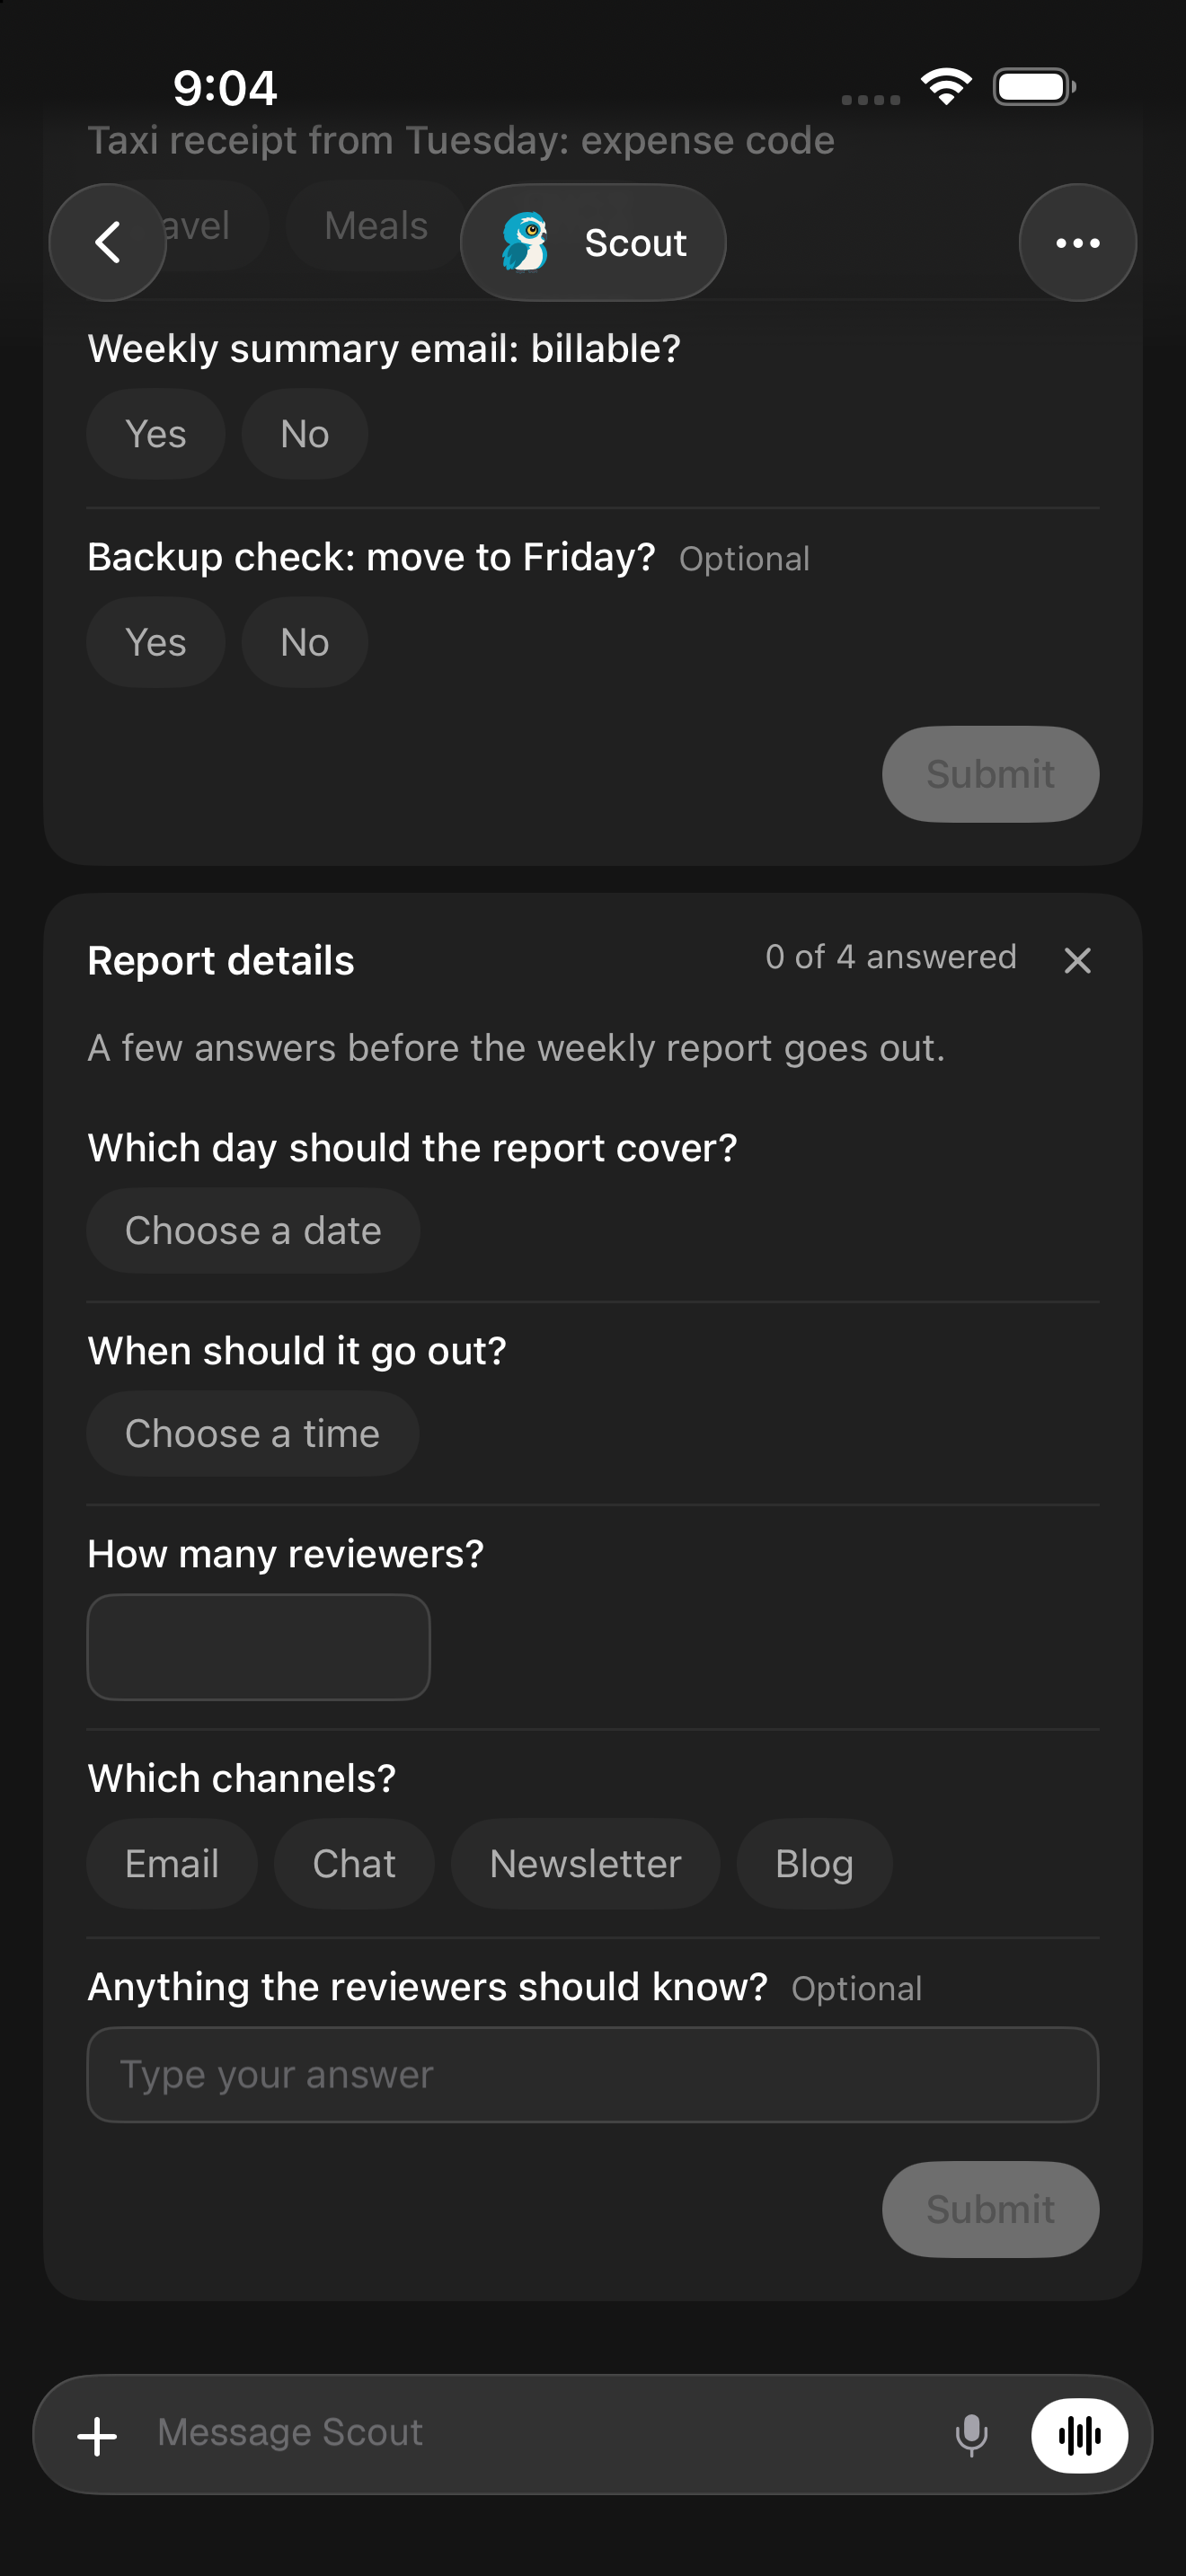 9:04
Taxi receipt from Tuesday: expense code
Meals
Scout
Weekly summary email: billable?
Yes No
Backup check: move to Friday? Optional
Yes No
Submit
Report details 0 of 4 answered
A few answers before the weekly report goes out.
Which day should the report cover?
Choose a date
When should it go out?
Choose a time
How many reviewers?
Which channels?
Email Chat Newsletter Blog
Anything the reviewers should know? Optional
Type your answer
Submit
Message Scout